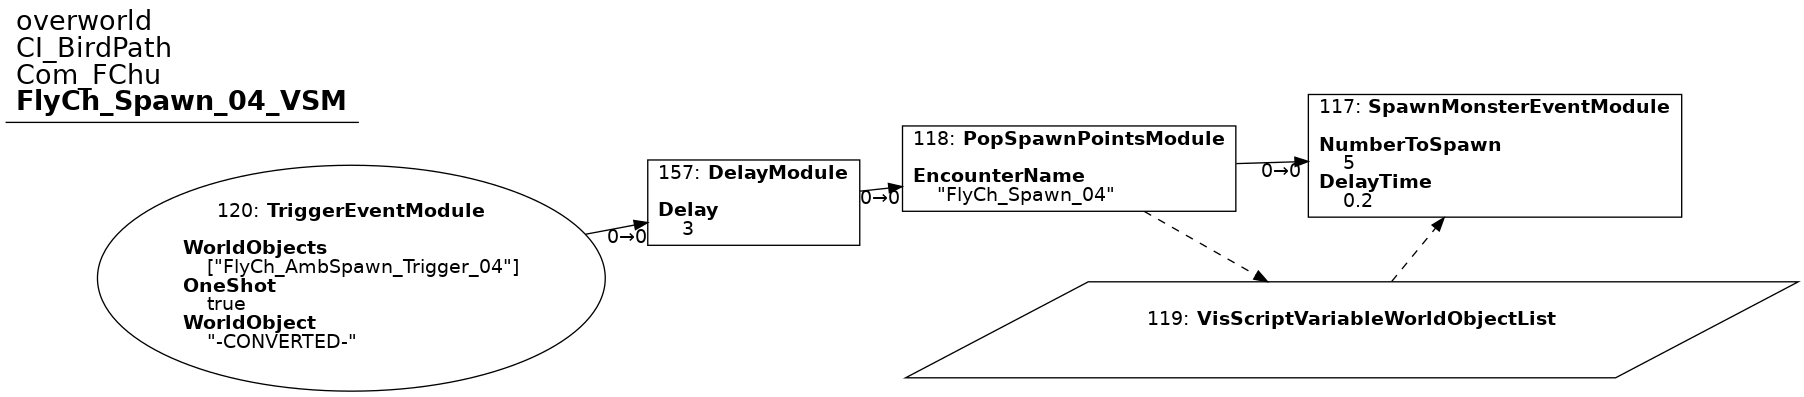 overworld
CI_BirdPath
Com_FChu
FlyCh_Spawn_04_VSM
120: TriggerEventModule
WorldObjects
["FlyCh_AmbSpawn_Trigger_04"]
OneShot
true
WorldObject
"-CONVERTED-"
0→0
157: DelayModule
Delay
3
0→0
118: PopSpawnPointsModule
EncounterName
"FlyCh_Spawn_04"
0→0
117: SpawnMonsterEventModule
NumberToSpawn
5
DelayTime
0.2
119: VisScriptVariableWorldObjectList